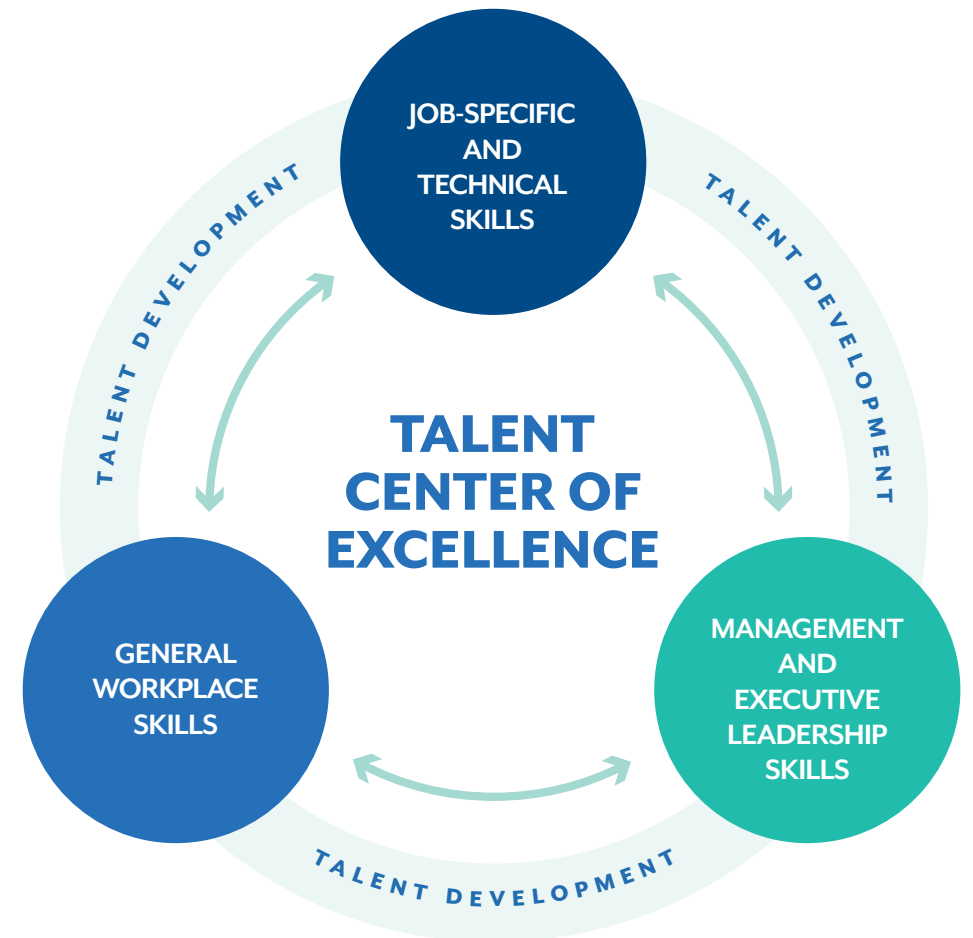 JOB-SPECIFIC
AND
TECHNICAL
SKILLS
TALENT DEVELOPMENT
TALENT DEVELOPMENT
TALENT
CENTER OF
EXCELLENCE
GENERAL
WORKPLACE
SKILLS
MANAGEMENT
AND
EXECUTIVE
LEADERSHIP
SKILLS
TALENT DEVELOPMENT